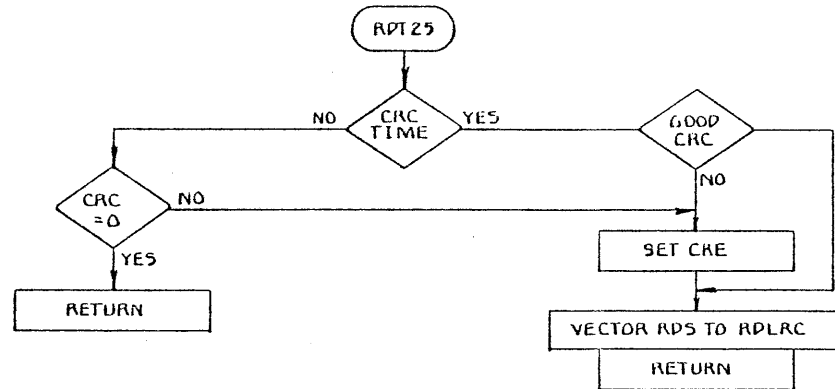 RDT25
NO
CRC
TIME
YES
GOOD
CRC
CRC
=0
NO
NO
YES
SET CRE
RETURN
VECTOR RDS TO RDLRC
RETURN